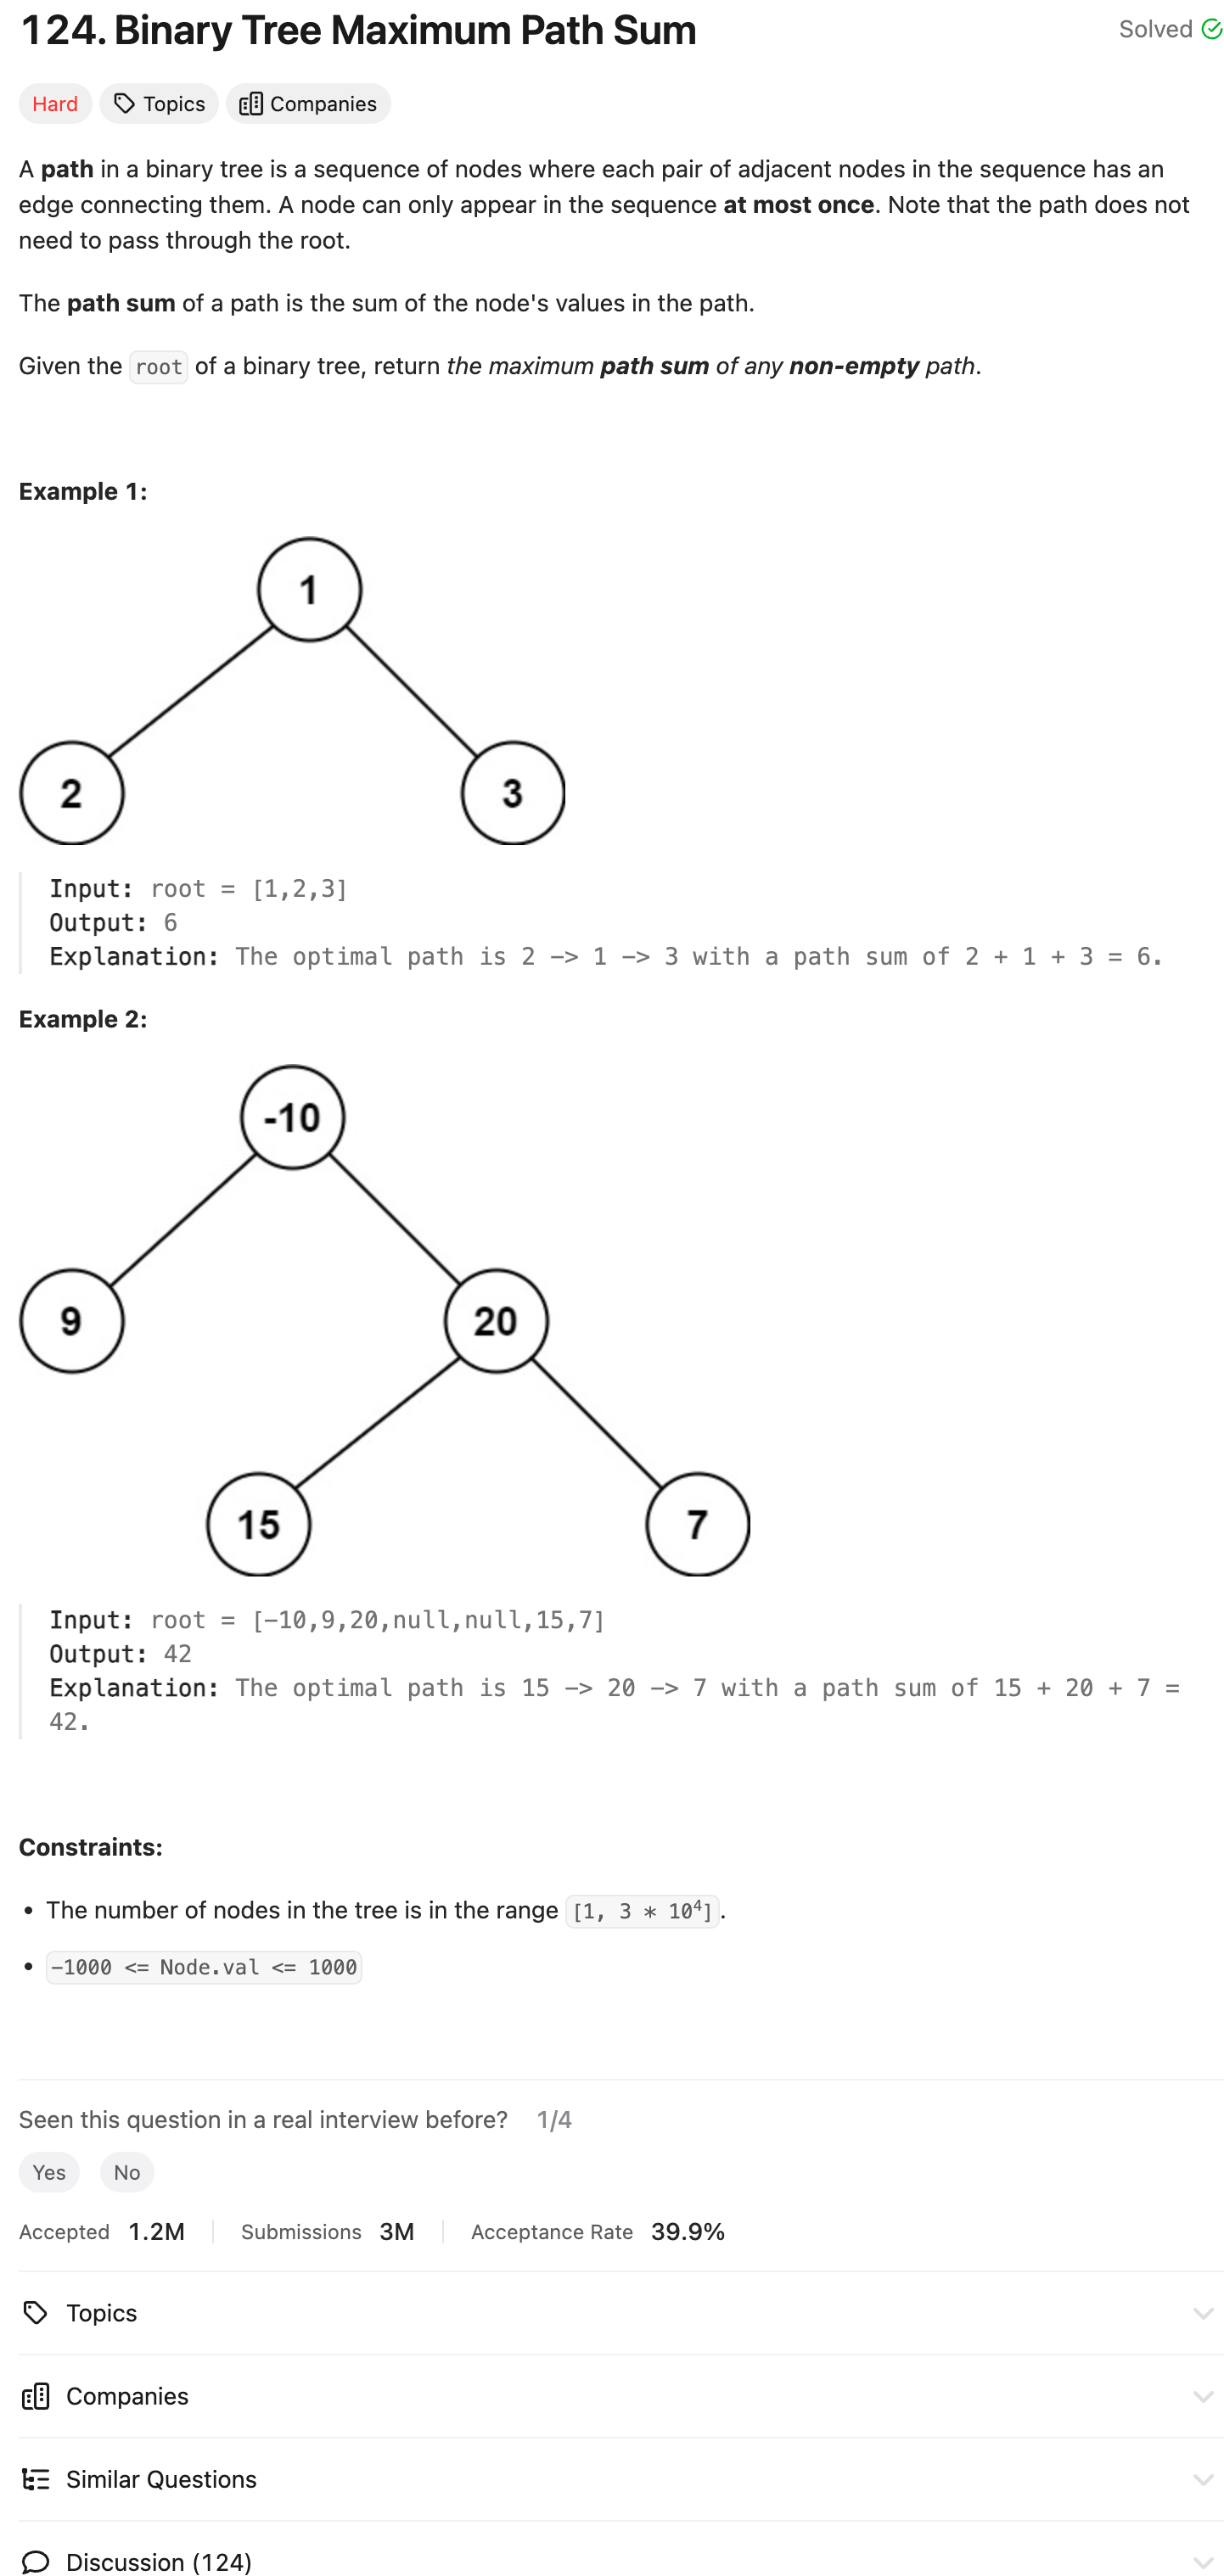 124. Binary Tree Maximum Path Sum
Solved
Hard
Topics
Companies
A path in a binary tree is a sequence of nodes where each pair of adjacent nodes in the sequence has an
edge connecting them. A node can only appear in the sequence at most once. Note that the path does not
need to pass through the root.
The path sum of a path is the sum of the node's values in the path.
Given the root of a binary tree, return the maximum path sum of any non-empty path.
Example 1:
1
2
3
Input: root = [1,2,3]
Output: 6
Explanation: The optimal path is 2 -> 1 -> 3 with a path sum of 2 + 1 + 3 = 6.
Example 2:
-10
9
20
15
7
Input: root = [-10,9,20,null,null,15,7]
Output: 42
Explanation: The optimal path is 15 -> 20 -> 7 with a path sum of 15 + 20 + 7 =
42.
Constraints:
• The number of nodes in the tree is in the range [1, 3 * 10⁴].
• -1000 <= Node.val <= 1000
Seen this question in a real interview before? 1/4
Yes
No
Accepted 1.2M
Submissions 3M
Acceptance Rate 39.9%
Topics
Companies
Similar Questions
Discussion (124)